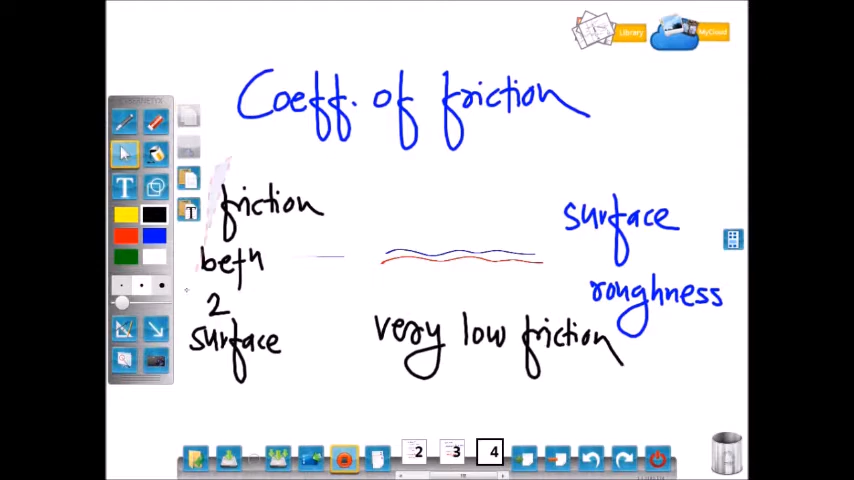 Library
MyCloud
Coeff. of friction
friction
betn
2
surface
very low friction
surface
roughness
T
T
2
3
4